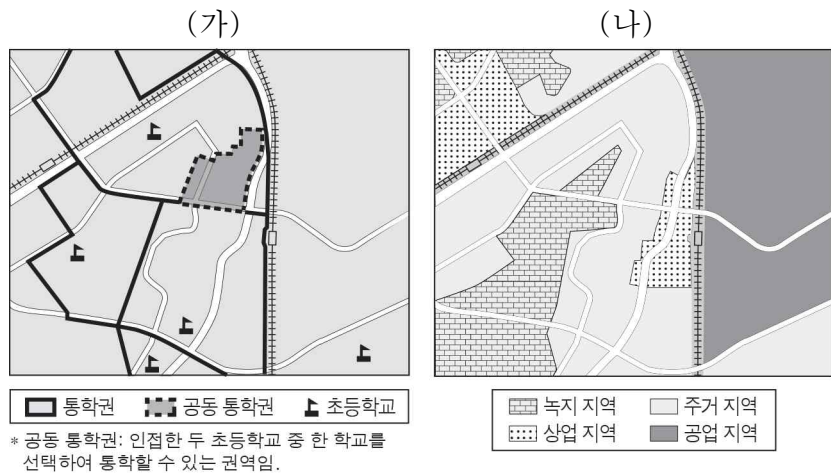 (가)
(나)
통학권 공동 통학권 초등학교
* 공동 통학권: 인접한 두 초등학교 중 한 학교를
선택하여 통학할 수 있는 권역임.
녹지 지역 주거 지역
상업 지역 공업 지역